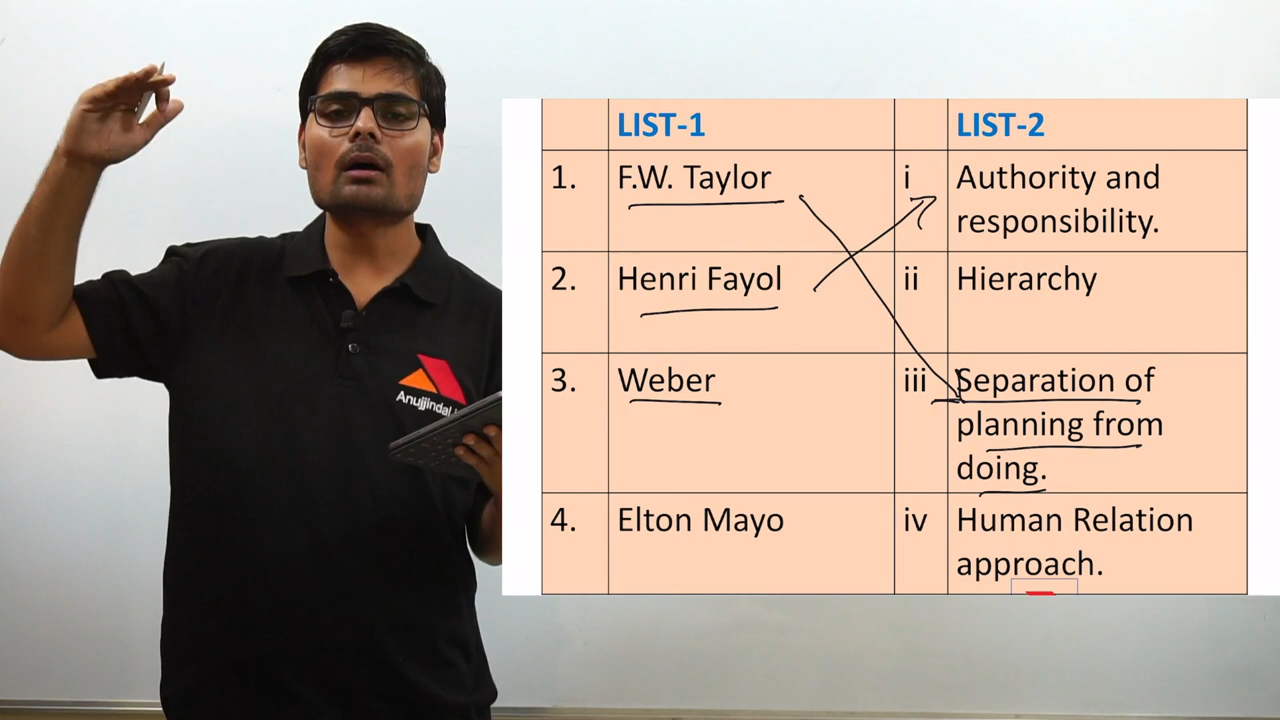 LIST-1 LIST-2
1. F.W. Taylor i Authority and
responsibility.
2. Henri Fayol ii Hierarchy
3. Weber iii Separation of
planning from
doing.
4. Elton Mayo iv Human Relation
approach.
Anujjindal